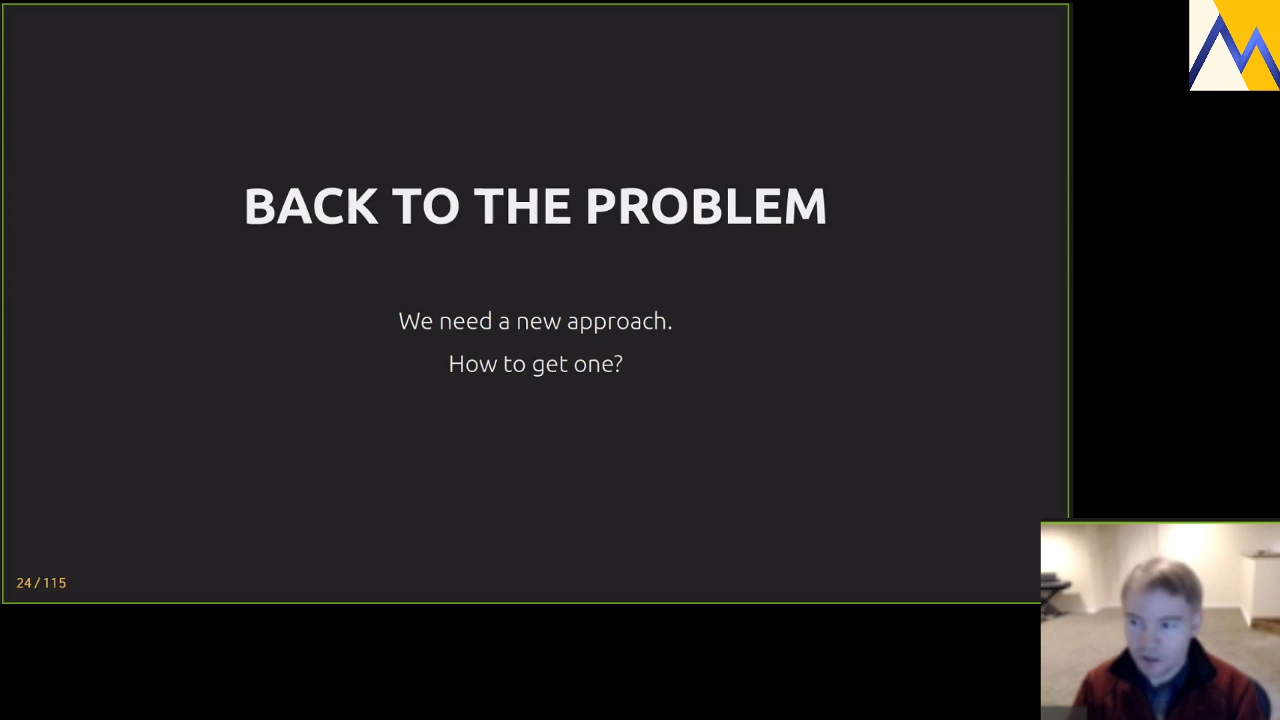 BACK TO THE PROBLEM
We need a new approach.
How to get one?
24 / 115